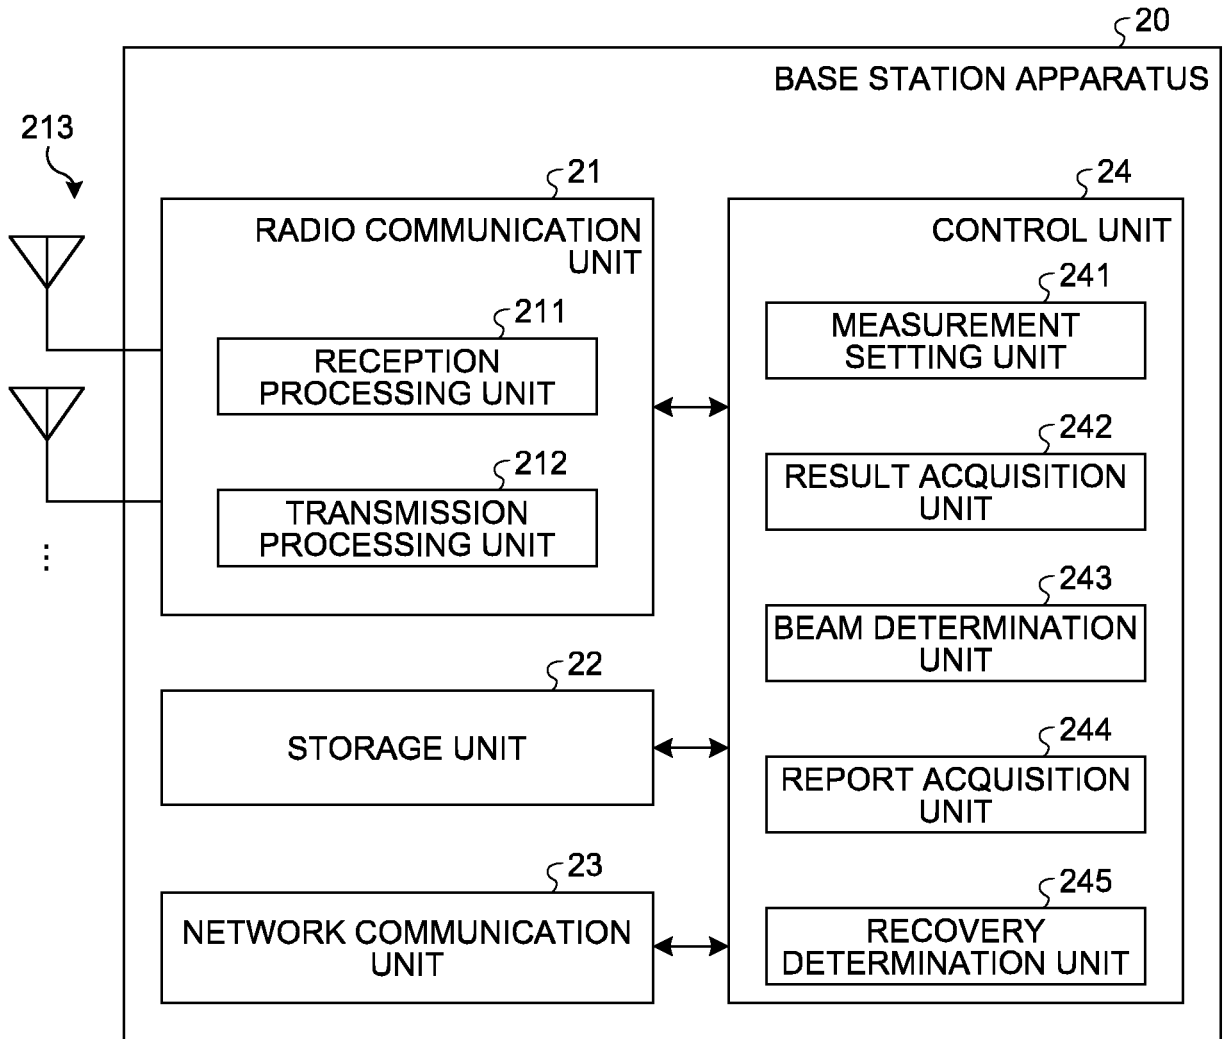 20
BASE STATION APPARATUS
213
21
RADIO COMMUNICATION
UNIT
211
RECEPTION
PROCESSING UNIT
212
TRANSMISSION
PROCESSING UNIT
...
22
STORAGE UNIT
23
NETWORK COMMUNICATION
UNIT
24
CONTROL UNIT
241
MEASUREMENT
SETTING UNIT
242
RESULT ACQUISITION
UNIT
243
BEAM DETERMINATION
UNIT
244
REPORT ACQUISITION
UNIT
245
RECOVERY
DETERMINATION UNIT